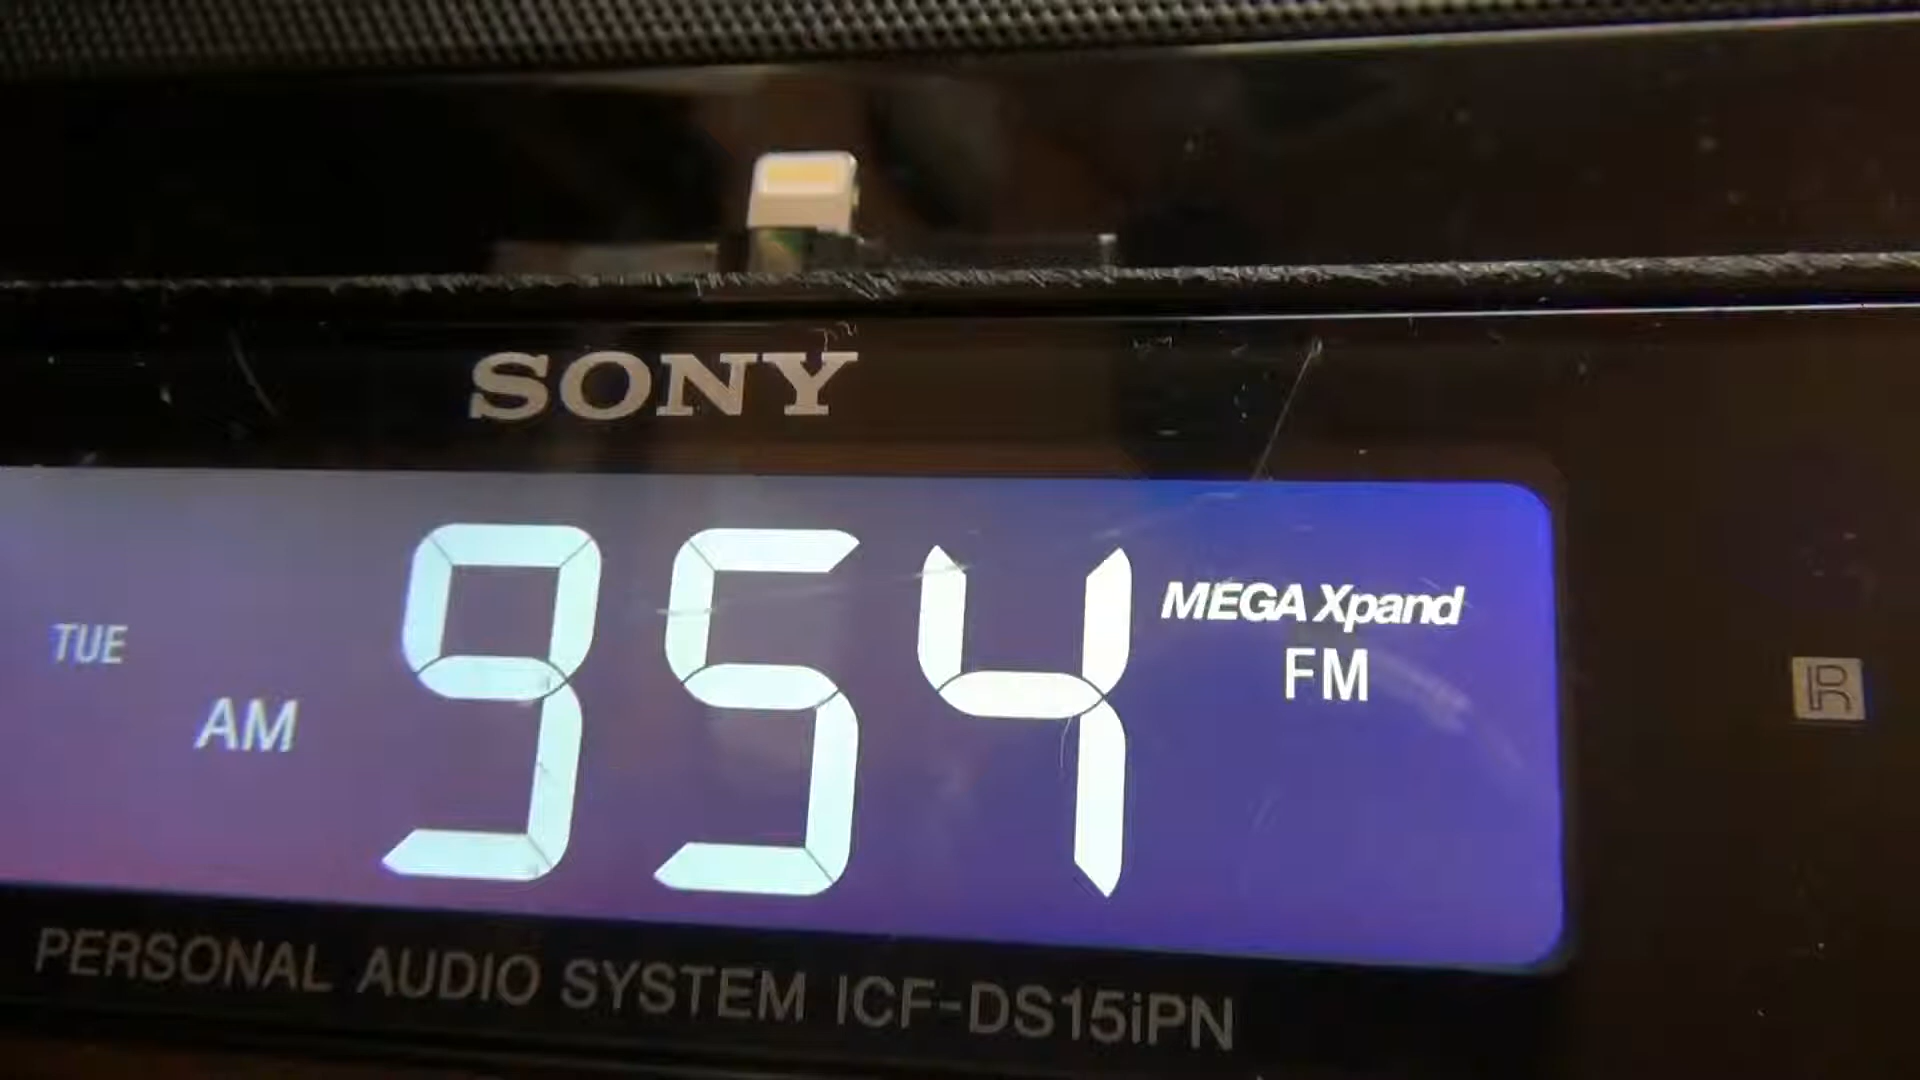 SONY
TUE
AM 954 MEGA Xpand
FM
R
PERSONAL AUDIO SYSTEM ICF-DS15iPN